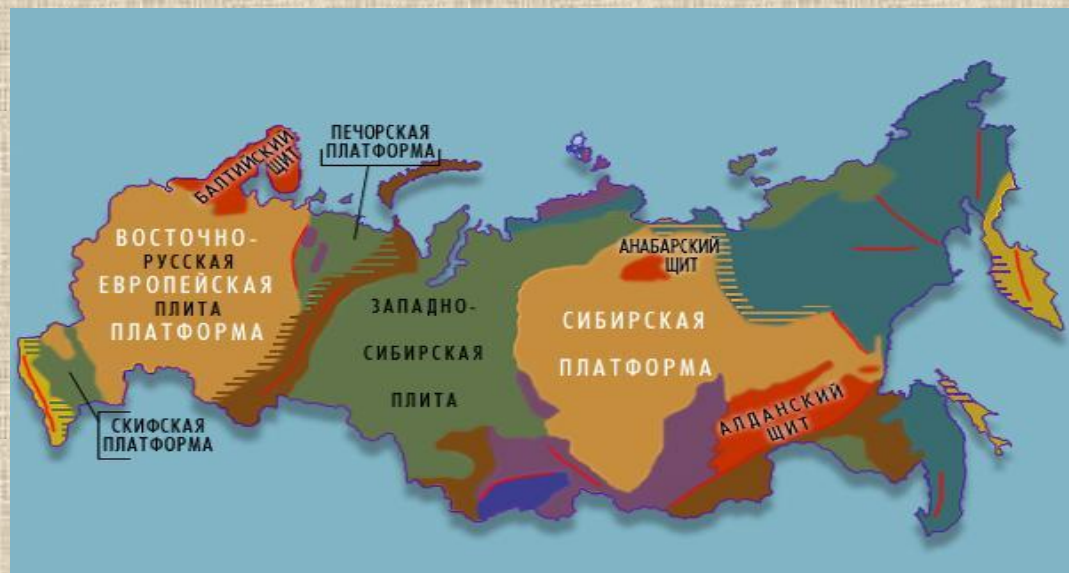 БАЛТИЙСКИЙ
ЩИТ
ПЕЧОРСКАЯ
ПЛАТФОРМА
ВОСТОЧНО-
РУССКАЯ
ЕВРОПЕЙСКАЯ
ПЛИТА
ПЛАТФОРМА
СКИФСКАЯ
ПЛАТФОРМА
ЗАПАДНО-
СИБИРСКАЯ
ПЛИТА
АНАБАРСКИЙ
ЩИТ
СИБИРСКАЯ
ПЛАТФОРМА
АЛДАНСКИЙ
ЩИТ